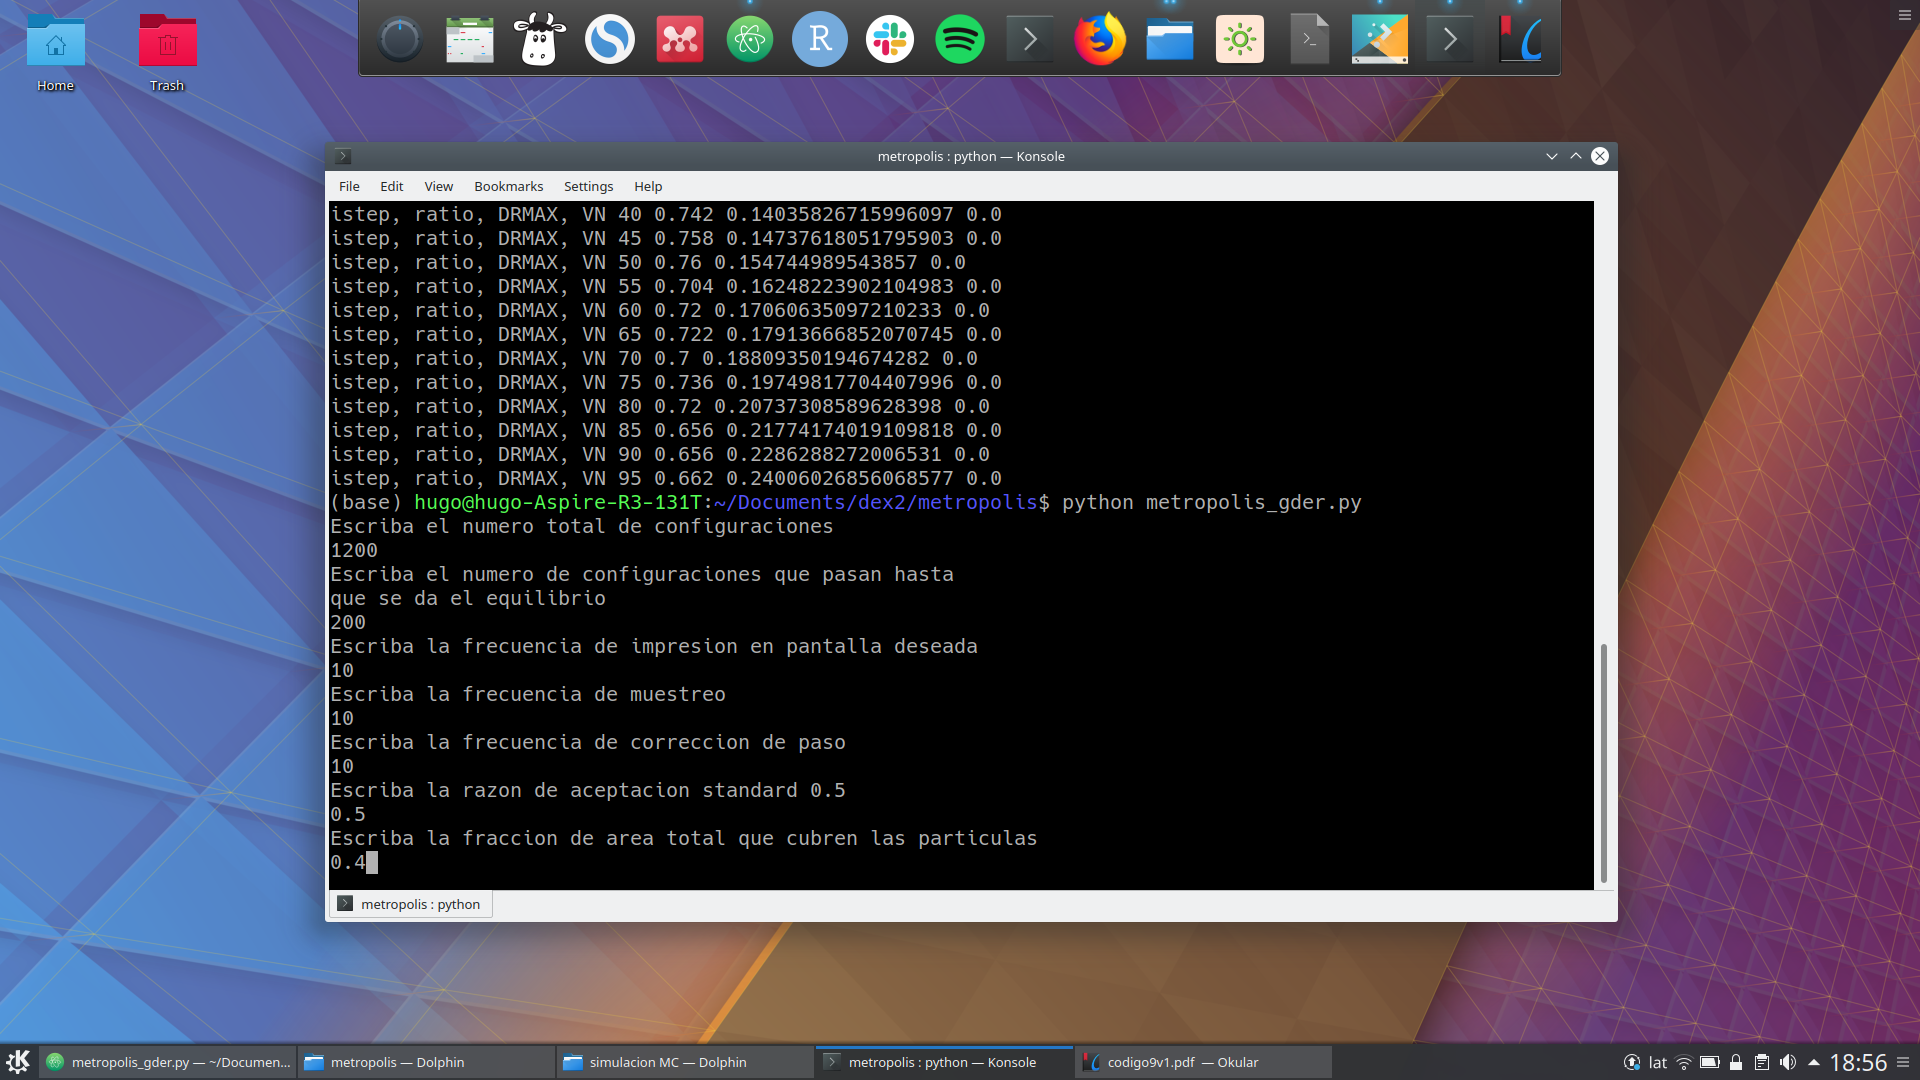 Home
Trash
R
metropolis : python — Konsole
File Edit View Bookmarks Settings Help
istep, ratio, DRMAX, VN 40 0.742 0.14035826715996097 0.0
istep, ratio, DRMAX, VN 45 0.758 0.14737618051795903 0.0
istep, ratio, DRMAX, VN 50 0.76 0.154744989543857 0.0
istep, ratio, DRMAX, VN 55 0.704 0.16248223902104983 0.0
istep, ratio, DRMAX, VN 60 0.72 0.17060635097210233 0.0
istep, ratio, DRMAX, VN 65 0.722 0.17913666852070745 0.0
istep, ratio, DRMAX, VN 70 0.7 0.18809350194674282 0.0
istep, ratio, DRMAX, VN 75 0.736 0.19749817704407996 0.0
istep, ratio, DRMAX, VN 80 0.72 0.20737308589628398 0.0
istep, ratio, DRMAX, VN 85 0.656 0.21774174019109818 0.0
istep, ratio, DRMAX, VN 90 0.656 0.2286288272006531 0.0
istep, ratio, DRMAX, VN 95 0.662 0.24006026856068577 0.0
(base) hugo@hugo-Aspire-R3-131T:~/Documents/dex2/metropolis$ python metropolis_gder.py
Escriba el numero total de configuraciones
1200
Escriba el numero de configuraciones que pasan hasta
que se da el equilibrio
200
Escriba la frecuencia de impresion en pantalla deseada
10
Escriba la frecuencia de muestreo
10
Escriba la frecuencia de correccion de paso
10
Escriba la razon de aceptacion standard 0.5
0.5
Escriba la fraccion de area total que cubren las particulas
0.4
metropolis : python
metropolis_gder.py — ~/Documen... metropolis — Dolphin simulacion MC — Dolphin metropolis : python — Konsole codigo9v1.pdf — Okular lat 18:56